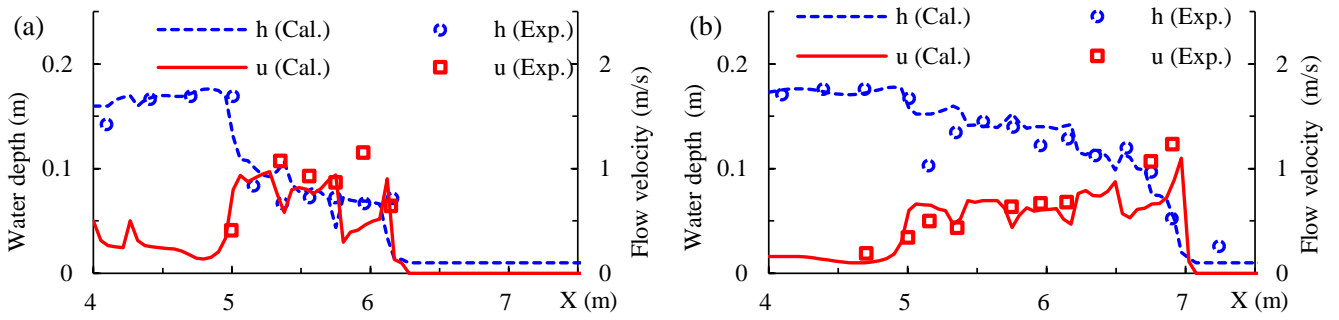 (a)
h (Cal.)
h (Exp.)
u (Cal.)
u (Exp.)
Water depth (m)
0.2
0.1
0
4
5
6
7
X (m)
Flow velocity (m/s)
2
1
0
(b)
h (Cal.)
h (Exp.)
u (Cal.)
u (Exp.)
Water depth (m)
0.2
0.1
0
4
5
6
7
X (m)
Flow velocity (m/s)
2
1
0